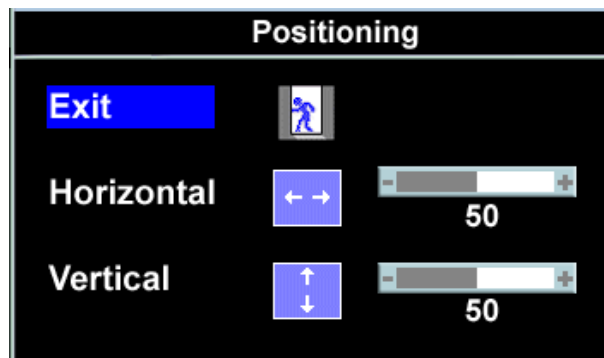 Positioning
Exit
Horizontal
- +
50
Vertical
- +
50